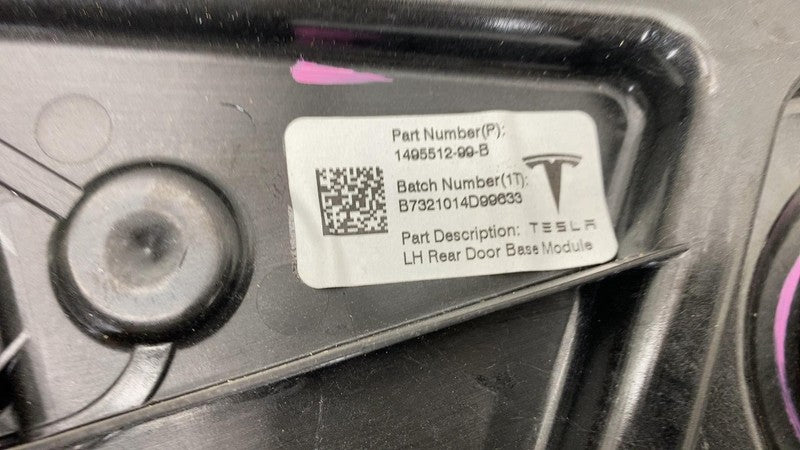 Part Number(P):
1495512-99-B
Batch Number(1T):
B7321014D99633
TESLA
Part Description:
LH Rear Door Base Module